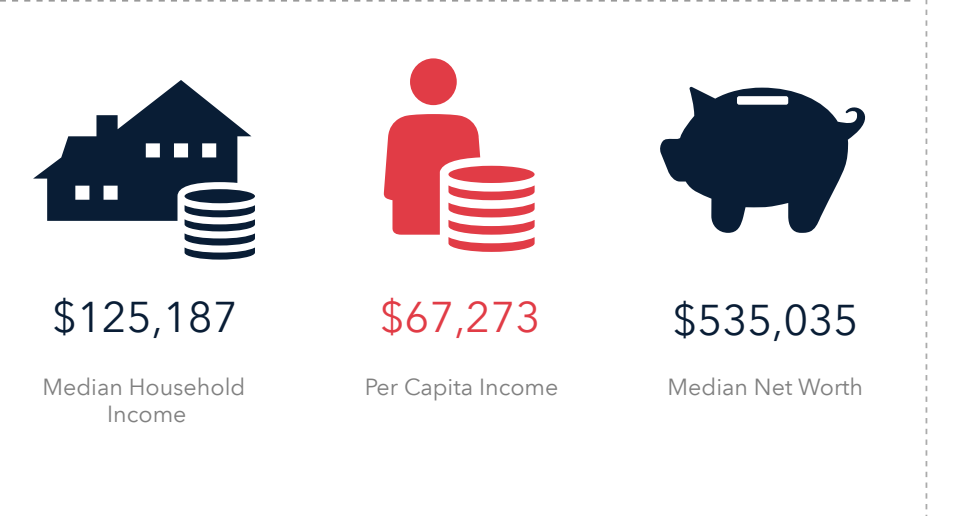 $125,187
$67,273
$535,035
Median Household
Income
Per Capita Income
Median Net Worth